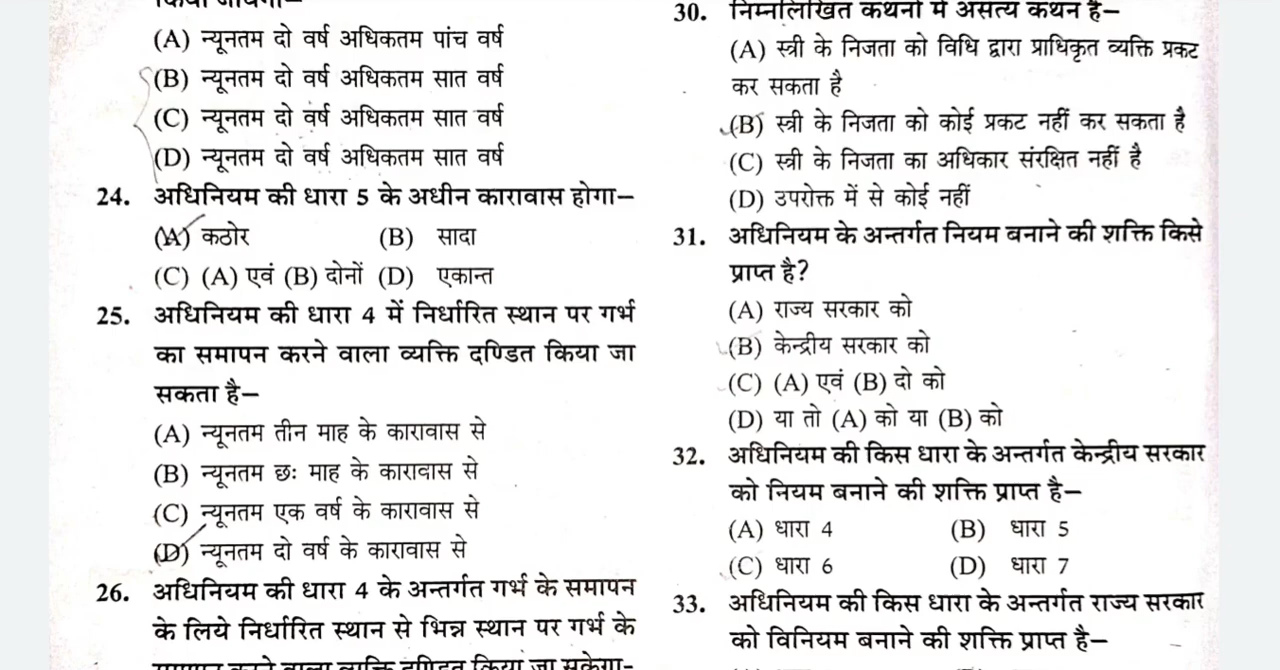 (A) न्यूनतम दो वर्ष अधिकतम पांच वर्ष
(B) न्यूनतम दो वर्ष अधिकतम सात वर्ष
(C) न्यूनतम दो वर्ष अधिकतम सात वर्ष
(D) न्यूनतम दो वर्ष अधिकतम सात वर्ष
24. अधिनियम की धारा 5 के अधीन कारावास होगा–
(A) कठोर (B) सादा
(C) (A) एवं (B) दोनों (D) एकान्त
25. अधिनियम की धारा 4 में निर्धारित स्थान पर गर्भ
का समापन करने वाला व्यक्ति दण्डित किया जा
सकता है–
(A) न्यूनतम तीन माह के कारावास से
(B) न्यूनतम छः माह के कारावास से
(C) न्यूनतम एक वर्ष के कारावास से
(D) न्यूनतम दो वर्ष के कारावास से
26. अधिनियम की धारा 4 के अन्तर्गत गर्भ के समापन
के लिये निर्धारित स्थान से भिन्न स्थान पर गर्भ के
समापन करने वाला व्यक्ति दण्डित किया जा सकेगा-
30. निम्नलिखित कथनों में असत्य कथन है–
(A) स्त्री के निजता को विधि द्वारा प्राधिकृत व्यक्ति प्रकट
कर सकता है
(B) स्त्री के निजता को कोई प्रकट नहीं कर सकता है
(C) स्त्री के निजता का अधिकार संरक्षित नहीं है
(D) उपरोक्त में से कोई नहीं
31. अधिनियम के अन्तर्गत नियम बनाने की शक्ति किसे
प्राप्त है?
(A) राज्य सरकार को
(B) केन्द्रीय सरकार को
(C) (A) एवं (B) दो को
(D) या तो (A) को या (B) को
32. अधिनियम की किस धारा के अन्तर्गत केन्द्रीय सरकार
को नियम बनाने की शक्ति प्राप्त है–
(A) धारा 4 (B) धारा 5
(C) धारा 6 (D) धारा 7
33. अधिनियम की किस धारा के अन्तर्गत राज्य सरकार
को विनियम बनाने की शक्ति प्राप्त है–